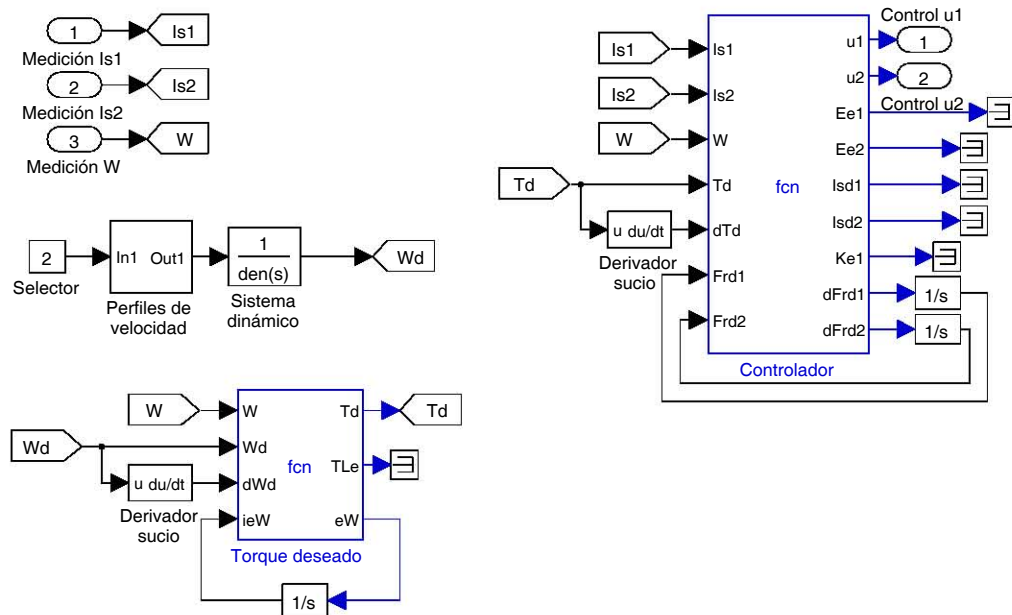 1
Is1
Medición Is1
2
Is2
Medición Is2
3
W
Medición W
2
Selector
In1 Out1
Perfiles de
velocidad
1
den(s)
Sistema
dinámico
Wd
W
Wd
u du/dt
Derivador
sucio
W
Wd
dWd
ieW
fcn
Td
TLe
eW
Td
Torque deseado
1/s
Is1
Is2
W
Td
u du/dt
Derivador
sucio
Is1
Is2
W
Td
dTd
Frd1
Frd2
fcn
u1
u2
Ee1
Ee2
Isd1
Isd2
Ke1
dFrd1
dFrd2
Controlador
Control u1
1
2
Control u2
1/s
1/s